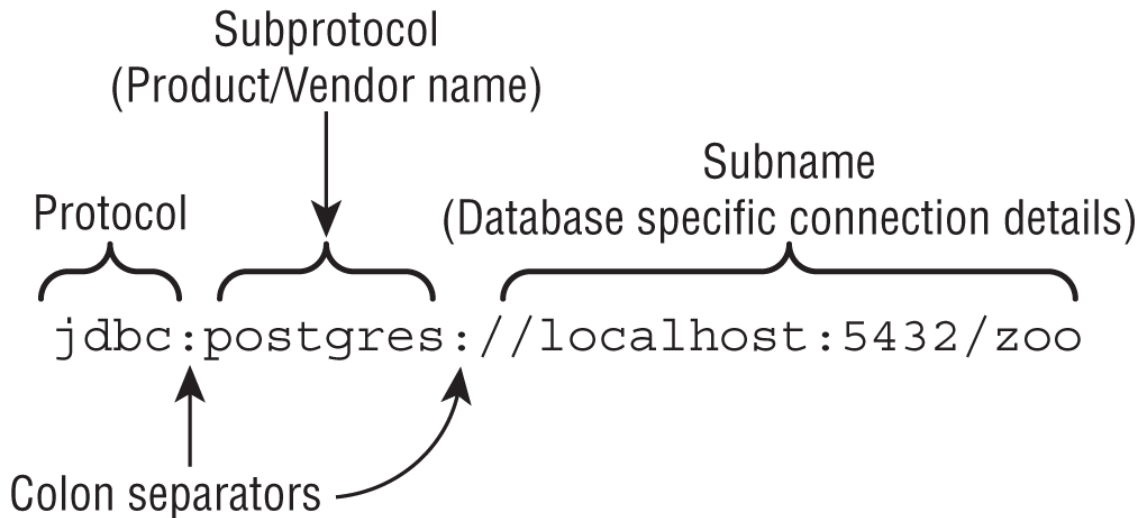 Subprotocol
(Product/Vendor name)
Subname
Protocol
(Database specific connection details)
jdbc:postgres://localhost:5432/zoo
Colon separators